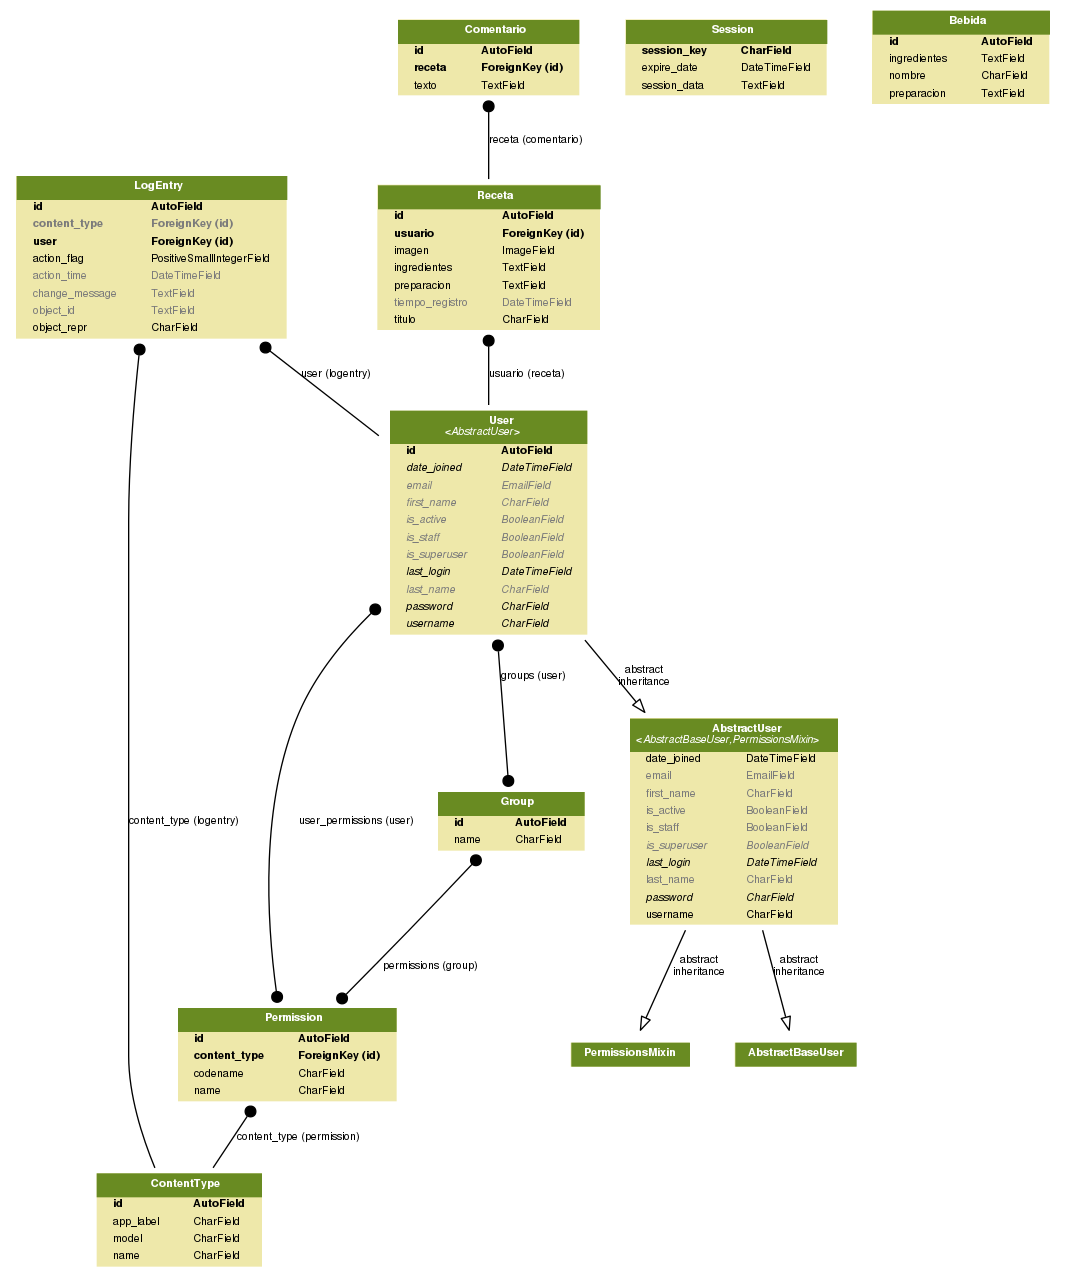 Comentario
id AutoField
receta ForeignKey (id)
texto TextField
Session
session_key CharField
expire_date DateTimeField
session_data TextField
Bebida
id AutoField
ingredientes TextField
nombre CharField
preparacion TextField
receta (comentario)
LogEntry
id AutoField
content_type ForeignKey (id)
user ForeignKey (id)
action_flag PositiveSmallIntegerField
action_time DateTimeField
change_message TextField
object_id TextField
object_repr CharField
Receta
id AutoField
usuario ForeignKey (id)
imagen ImageField
ingredientes TextField
preparacion TextField
tiempo_registro DateTimeField
titulo CharField
user (logentry)
usuario (receta)
User
<AbstractUser>
id AutoField
date_joined DateTimeField
email EmailField
first_name CharField
is_active BooleanField
is_staff BooleanField
is_superuser BooleanField
last_login DateTimeField
last_name CharField
password CharField
username CharField
groups (user)
abstract
inheritance
AbstractUser
<AbstractBaseUser,PermissionsMixin>
date_joined DateTimeField
email EmailField
first_name CharField
is_active BooleanField
is_staff BooleanField
is_superuser BooleanField
last_login DateTimeField
last_name CharField
password CharField
username CharField
content_type (logentry)
user_permissions (user)
Group
id AutoField
name CharField
permissions (group)
abstract
inheritance
abstract
inheritance
Permission
id AutoField
content_type ForeignKey (id)
codename CharField
name CharField
PermissionsMixin
AbstractBaseUser
content_type (permission)
ContentType
id AutoField
app_label CharField
model CharField
name CharField